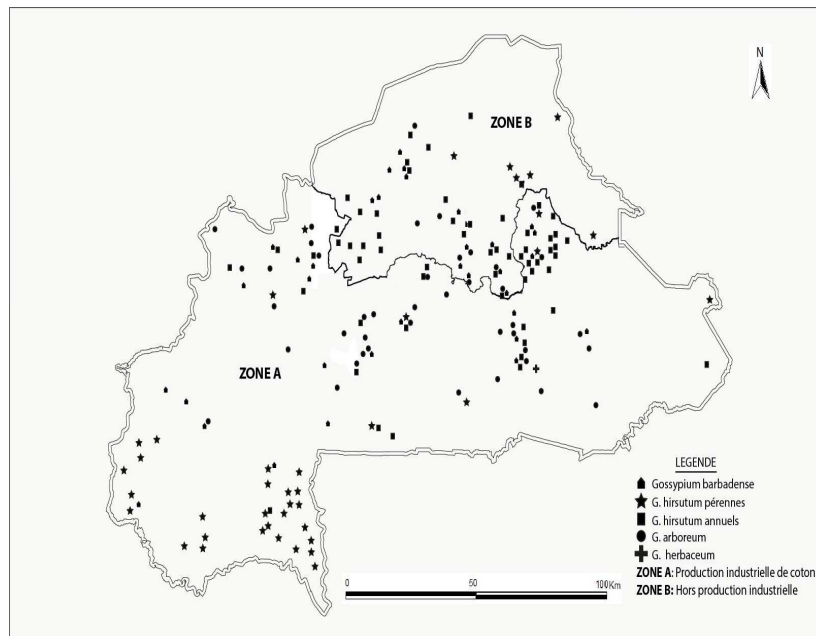 N
ZONE B
ZONE A
LEGENDE
Gossypium barbadense
G. hirsutum pérennes
G. hirsutum annuels
G. arboreum
G. herbaceum
ZONE A: Production industrielle de coton
ZONE B: Hors production industrielle
0 50 100Km